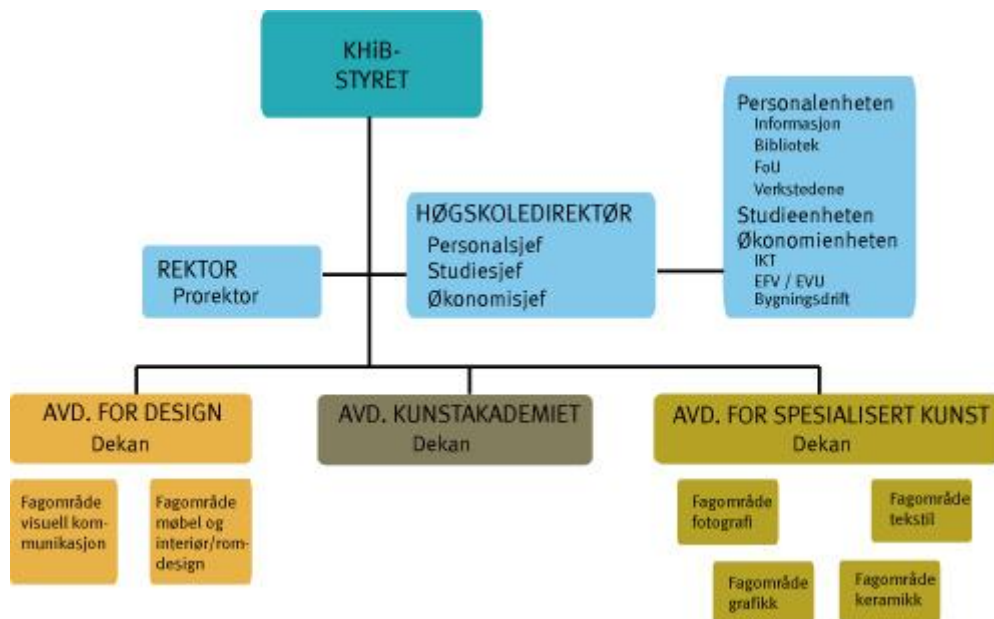 KHiB-
STYRET
Personalenheten
Informasjon
Bibliotek
FoU
Verkstedene
Studieenheten
Økonomienheten
IKT
EFV / EVU
Bygningsdrift
HØGSKOLEDIREKTØR
Personalsjef
Studiesjef
Økonomisjef
REKTOR
Prorektor
AVD. FOR DESIGN
Dekan
AVD. KUNSTAKADEMIET
Dekan
AVD. FOR SPESIALISERT KUNST
Dekan
Fagområde
visuell kom-
munikasjon
Fagområde
møbel og
interiør/rom-
design
Fagområde
fotografi
Fagområde
tekstil
Fagområde
grafikk
Fagområde
keramikk